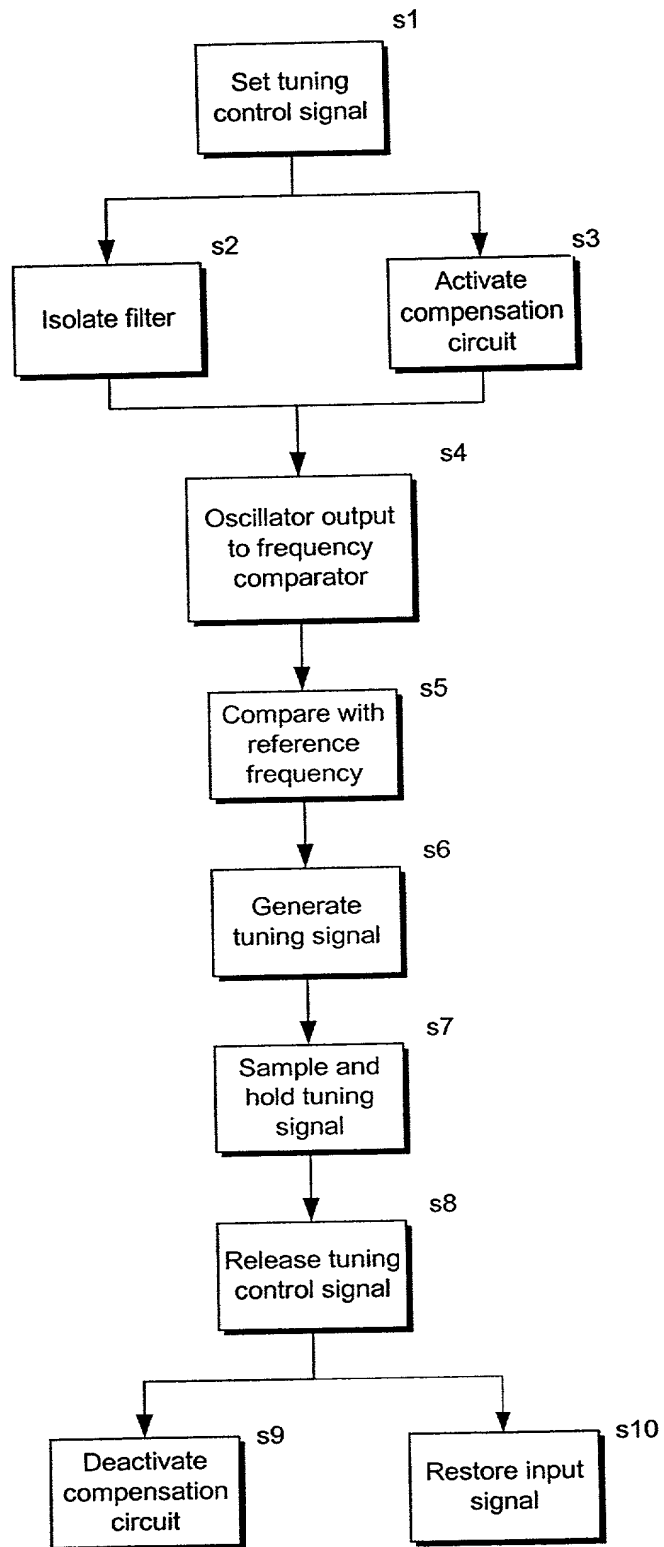 s1
Set tuning
control signal
s2
Isolate filter
s3
Activate
compensation
circuit
s4
Oscillator output
to frequency
comparator
s5
Compare with
reference
frequency
s6
Generate
tuning signal
s7
Sample and
hold tuning
signal
s8
Release tuning
control signal
s9
Deactivate
compensation
circuit
s10
Restore input
signal